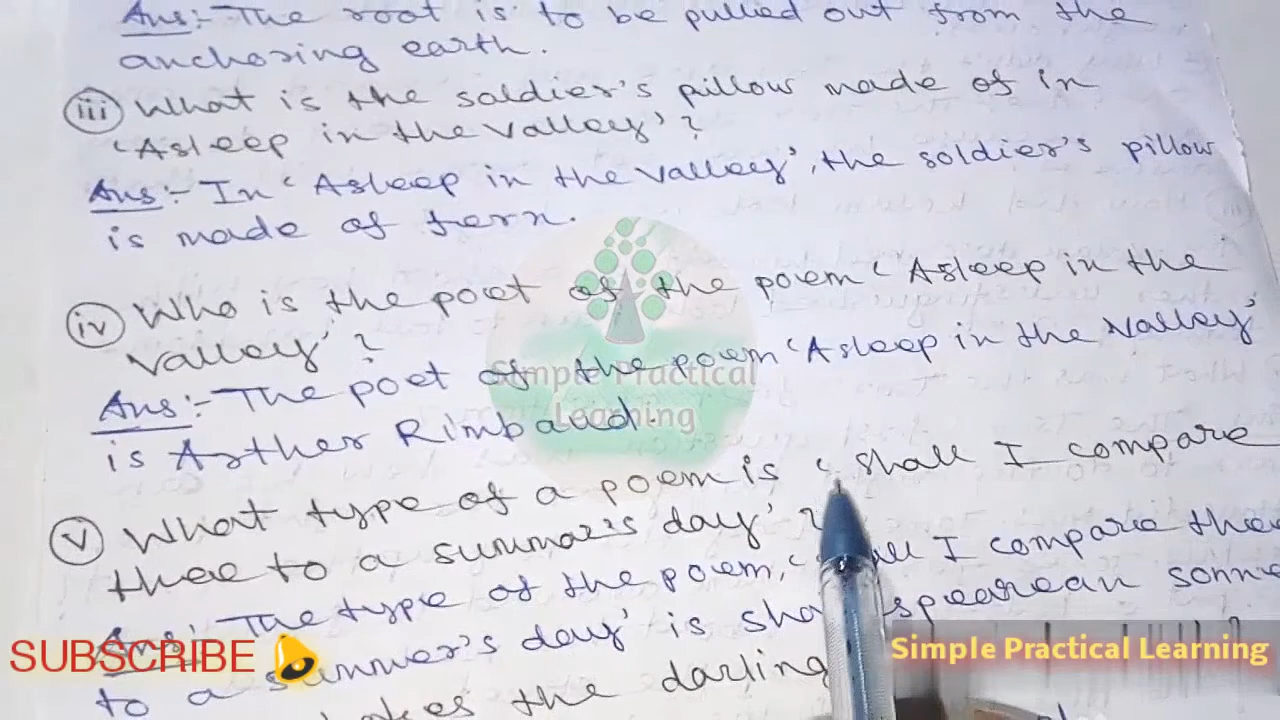 Ans:- The root is to be pulled out from the
anchoring earth.
iii What is the soldier's pillow made of in
'Asleep in the Valley' ?
Ans:- In 'Asleep in the Valley', the soldier's pillow
is made of fern.
iv Who is the poet of the poem 'Asleep in the
Valley' ?
Ans:- The poet of the poem 'Asleep in the Valley'
is Arther Rimbaud.
Simple Practical
Learning
v What type of a poem is 'Shall I compare
thee to a summar's day' ?
Ans:- The type of the poem, I compare thee
to a summer's day' is
the darling
SUBSCRIBE
Simple Practical Learning